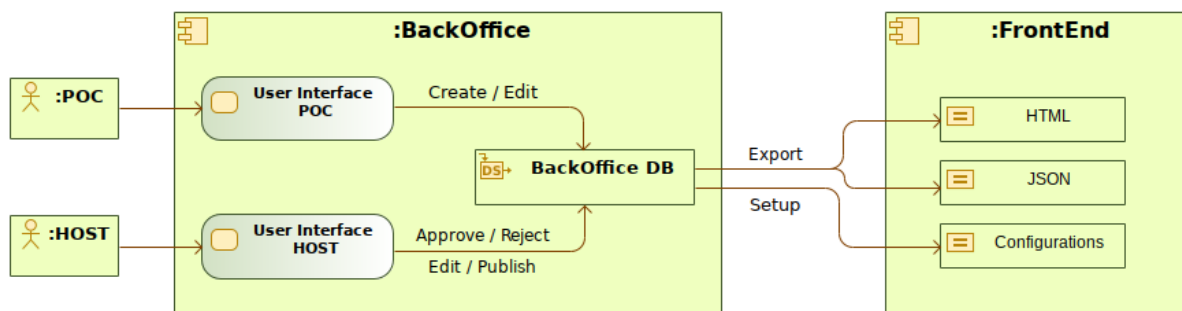 :BackOffice
:FrontEnd
:POC
User Interface
POC
Create / Edit
HTML
DS
BackOffice DB
Export
JSON
Setup
:HOST
User Interface
HOST
Approve / Reject
Edit / Publish
Configurations